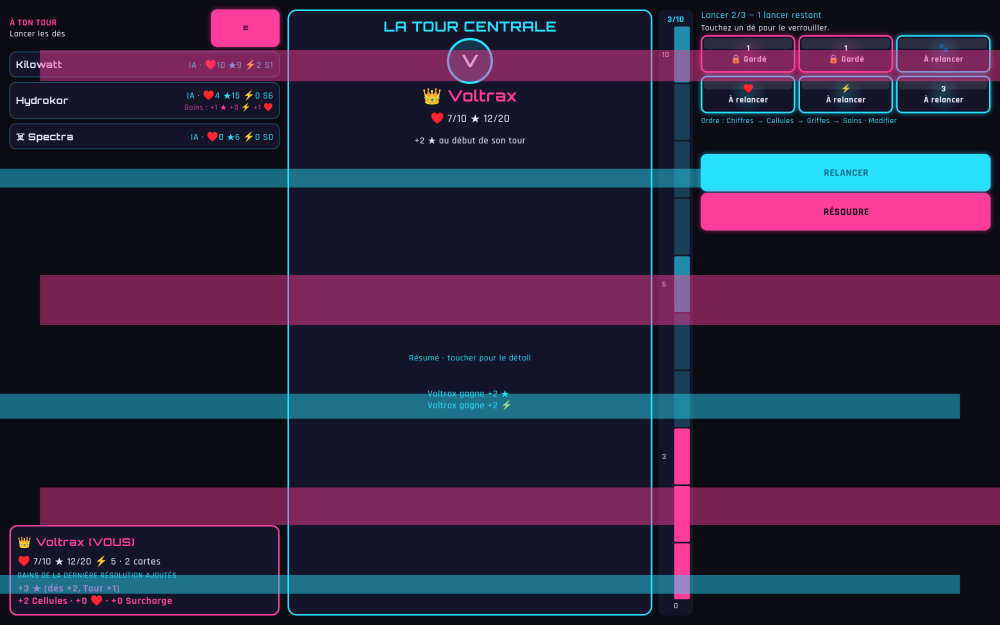 À TON TOUR
Lancer les dés
≡
Kilowatt
IA · ❤️10 ★9 ⚡2 S1
Hydrokor
IA · ❤️4 ★15 ⚡0 S6
Gains : +1 ★ +0 ⚡ +1 ❤️
☠️ Spectra
IA · ❤️0 ★6 ⚡0 S0
LA TOUR CENTRALE
V
👑 Voltrax
❤️ 7/10 ★ 12/20
+2 ★ au début de son tour
Résumé · toucher pour le détail
Voltrax gagne +2 ★
Voltrax gagne +2 ⚡
3/10
10
6
3
0
Lancer 2/3 — 1 lancer restant
Touchez un dé pour le verrouiller.
1
🔒 Gardé
1
🔒 Gardé
🐾
À relancer
❤️
À relancer
⚡
À relancer
3
À relancer
Ordre : Chiffres → Cellules → Griffes → Soins · Modifier
RELANCER
RÉSOUDRE
👑 Voltrax (VOUS)
❤️ 7/10 ★ 12/20 ⚡ 5 · 2 cartes
GAINS DE LA DERNIÈRE RÉSOLUTION AJOUTÉS
+3 ★ (dés +2, Tour +1)
+2 Cellules · +0 ❤️ · +0 Surcharge